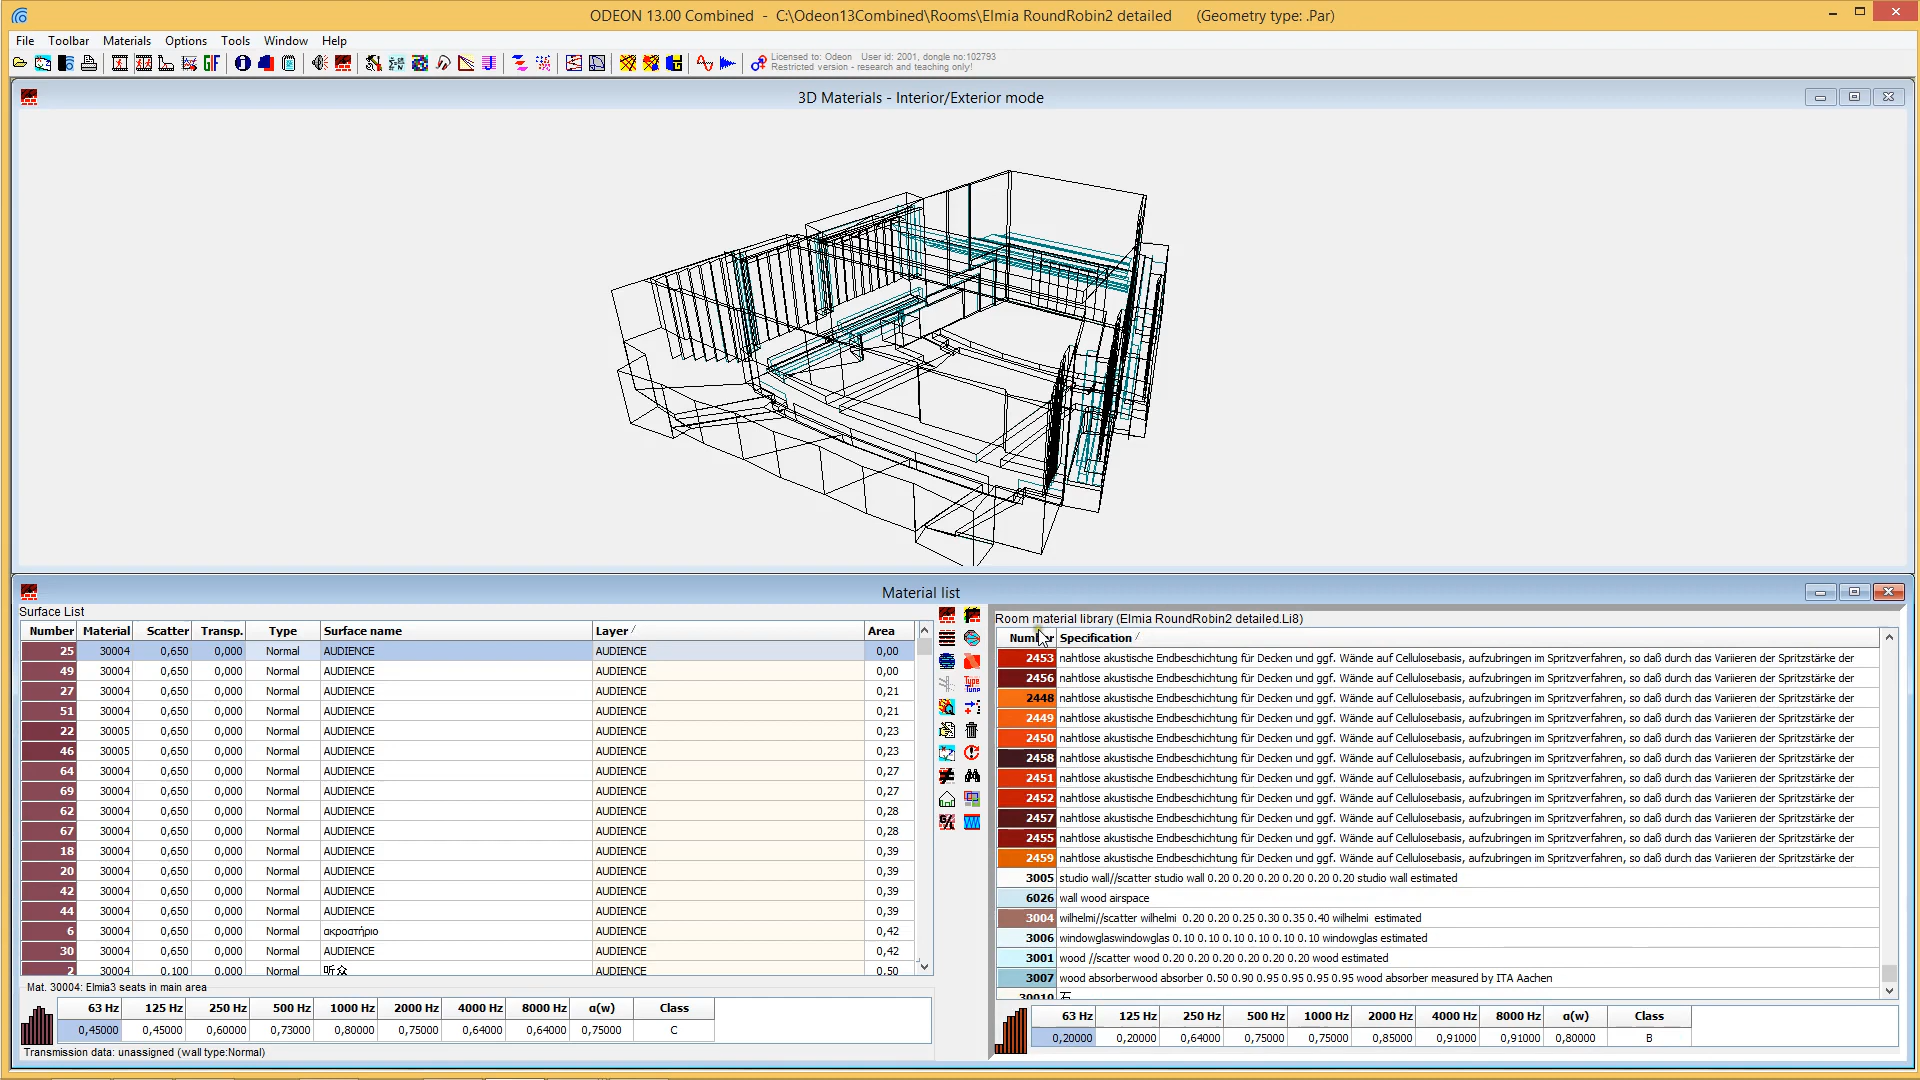 ODEON 13.00 Combined - C:\Odeon13Combined\Rooms\Elmia RoundRobin2 detailed (Geometry type: .Par)
File Toolbar Materials Options Tools Window Help
GIF
Licensed to: Odeon User id: 2001, dongle no:102793
Restricted version - research and teaching only!
3D Materials - Interior/Exterior mode
Material list
Surface List
Number Material Scatter Transp. Type Surface name Layer Area
25 30004 0,650 0,000 Normal AUDIENCE AUDIENCE 0,00
49 30004 0,650 0,000 Normal AUDIENCE AUDIENCE 0,00
27 30004 0,650 0,000 Normal AUDIENCE AUDIENCE 0,21
51 30004 0,650 0,000 Normal AUDIENCE AUDIENCE 0,21
22 30005 0,650 0,000 Normal AUDIENCE AUDIENCE 0,23
46 30005 0,650 0,000 Normal AUDIENCE AUDIENCE 0,23
64 30004 0,650 0,000 Normal AUDIENCE AUDIENCE 0,27
69 30004 0,650 0,000 Normal AUDIENCE AUDIENCE 0,27
62 30004 0,650 0,000 Normal AUDIENCE AUDIENCE 0,28
67 30004 0,650 0,000 Normal AUDIENCE AUDIENCE 0,28
18 30004 0,650 0,000 Normal AUDIENCE AUDIENCE 0,39
20 30004 0,650 0,000 Normal AUDIENCE AUDIENCE 0,39
42 30004 0,650 0,000 Normal AUDIENCE AUDIENCE 0,39
44 30004 0,650 0,000 Normal AUDIENCE AUDIENCE 0,39
6 30004 0,650 0,000 Normal ακροατήριο AUDIENCE 0,42
30 30004 0,650 0,000 Normal AUDIENCE AUDIENCE 0,42
2 30004 0,100 0,000 Normal 听众 AUDIENCE 0,50
Mat. 30004: Elmia3 seats in main area
63 Hz 125 Hz 250 Hz 500 Hz 1000 Hz 2000 Hz 4000 Hz 8000 Hz α(w) Class
0,45000 0,45000 0,60000 0,73000 0,80000 0,75000 0,64000 0,64000 0,75000 C
Transmission data: unassigned (wall type:Normal)
Room material library (Elmia RoundRobin2 detailed.Li8)
Number Specification
2453 nahtlose akustische Endbeschichtung für Decken und ggf. Wände auf Cellulosebasis, aufzubringen im Spritzverfahren, so daß durch das Variieren der Spritzstärke der
2456 nahtlose akustische Endbeschichtung für Decken und ggf. Wände auf Cellulosebasis, aufzubringen im Spritzverfahren, so daß durch das Variieren der Spritzstärke der
2448 nahtlose akustische Endbeschichtung für Decken und ggf. Wände auf Cellulosebasis, aufzubringen im Spritzverfahren, so daß durch das Variieren der Spritzstärke der
2449 nahtlose akustische Endbeschichtung für Decken und ggf. Wände auf Cellulosebasis, aufzubringen im Spritzverfahren, so daß durch das Variieren der Spritzstärke der
2450 nahtlose akustische Endbeschichtung für Decken und ggf. Wände auf Cellulosebasis, aufzubringen im Spritzverfahren, so daß durch das Variieren der Spritzstärke der
2458 nahtlose akustische Endbeschichtung für Decken und ggf. Wände auf Cellulosebasis, aufzubringen im Spritzverfahren, so daß durch das Variieren der Spritzstärke der
2451 nahtlose akustische Endbeschichtung für Decken und ggf. Wände auf Cellulosebasis, aufzubringen im Spritzverfahren, so daß durch das Variieren der Spritzstärke der
2452 nahtlose akustische Endbeschichtung für Decken und ggf. Wände auf Cellulosebasis, aufzubringen im Spritzverfahren, so daß durch das Variieren der Spritzstärke der
2457 nahtlose akustische Endbeschichtung für Decken und ggf. Wände auf Cellulosebasis, aufzubringen im Spritzverfahren, so daß durch das Variieren der Spritzstärke der
2455 nahtlose akustische Endbeschichtung für Decken und ggf. Wände auf Cellulosebasis, aufzubringen im Spritzverfahren, so daß durch das Variieren der Spritzstärke der
2459 nahtlose akustische Endbeschichtung für Decken und ggf. Wände auf Cellulosebasis, aufzubringen im Spritzverfahren, so daß durch das Variieren der Spritzstärke der
3005 studio wall//scatter studio wall 0.20 0.20 0.20 0.20 0.20 0.20 studio wall estimated
6026 wall wood airspace
3004 wilhelmi//scatter wilhelmi 0.20 0.20 0.25 0.30 0.35 0.40 wilhelmi estimated
3006 windowglaswindowglas 0.10 0.10 0.10 0.10 0.10 0.10 windowglas estimated
3001 wood //scatter wood 0.20 0.20 0.20 0.20 0.20 0.20 wood estimated
3007 wood absorberwood absorber 0.50 0.90 0.95 0.95 0.95 0.95 wood absorber measured by ITA Aachen
30010 石
63 Hz 125 Hz 250 Hz 500 Hz 1000 Hz 2000 Hz 4000 Hz 8000 Hz α(w) Class
0,20000 0,20000 0,64000 0,75000 0,75000 0,85000 0,91000 0,91000 0,80000 B